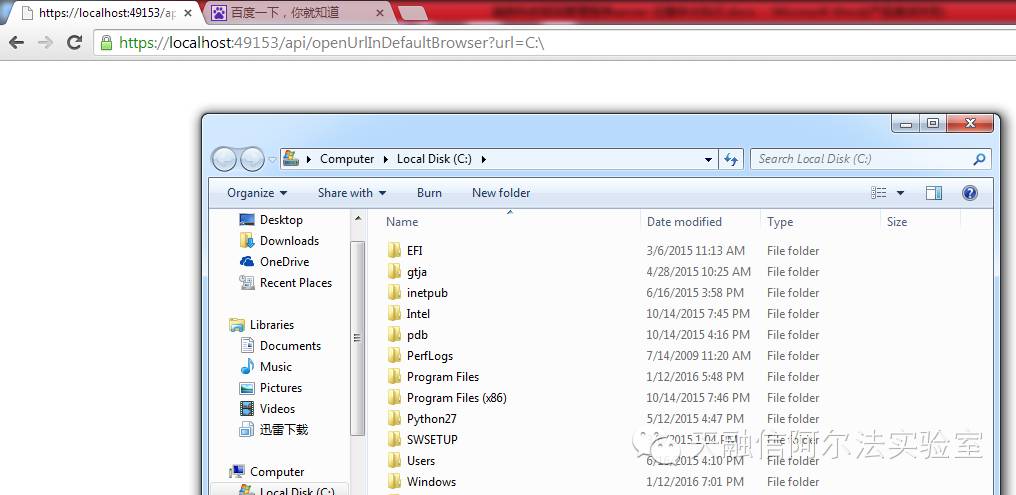 https://localhost:49153/ap
百度一下，你就知道
https://localhost:49153/api/openUrlInDefaultBrowser?url=C:\
Computer Local Disk (C:)
Search Local Disk (C:)
Organize Share with Burn New folder
Name Date modified Type Size
Desktop
Downloads
OneDrive
Recent Places
Libraries
Documents
Music
Pictures
Videos
迅雷下载
Computer
Local Disk (C:)
EFI 3/6/2015 11:13 AM File folder
gtja 4/28/2015 10:25 AM File folder
inetpub 6/16/2015 3:58 PM File folder
Intel 10/14/2015 7:45 PM File folder
pdb 10/14/2015 4:16 PM File folder
PerfLogs 7/14/2009 11:20 AM File folder
Program Files 1/12/2016 5:48 PM File folder
Program Files (x86) 10/14/2015 7:46 PM File folder
Python27 5/12/2015 4:47 PM File folder
SWSETUP 1:04 PM File folder
Users 4:10 PM File folder
Windows 1/12/2016 7:01 PM File folder
天融信阿尔法实验室